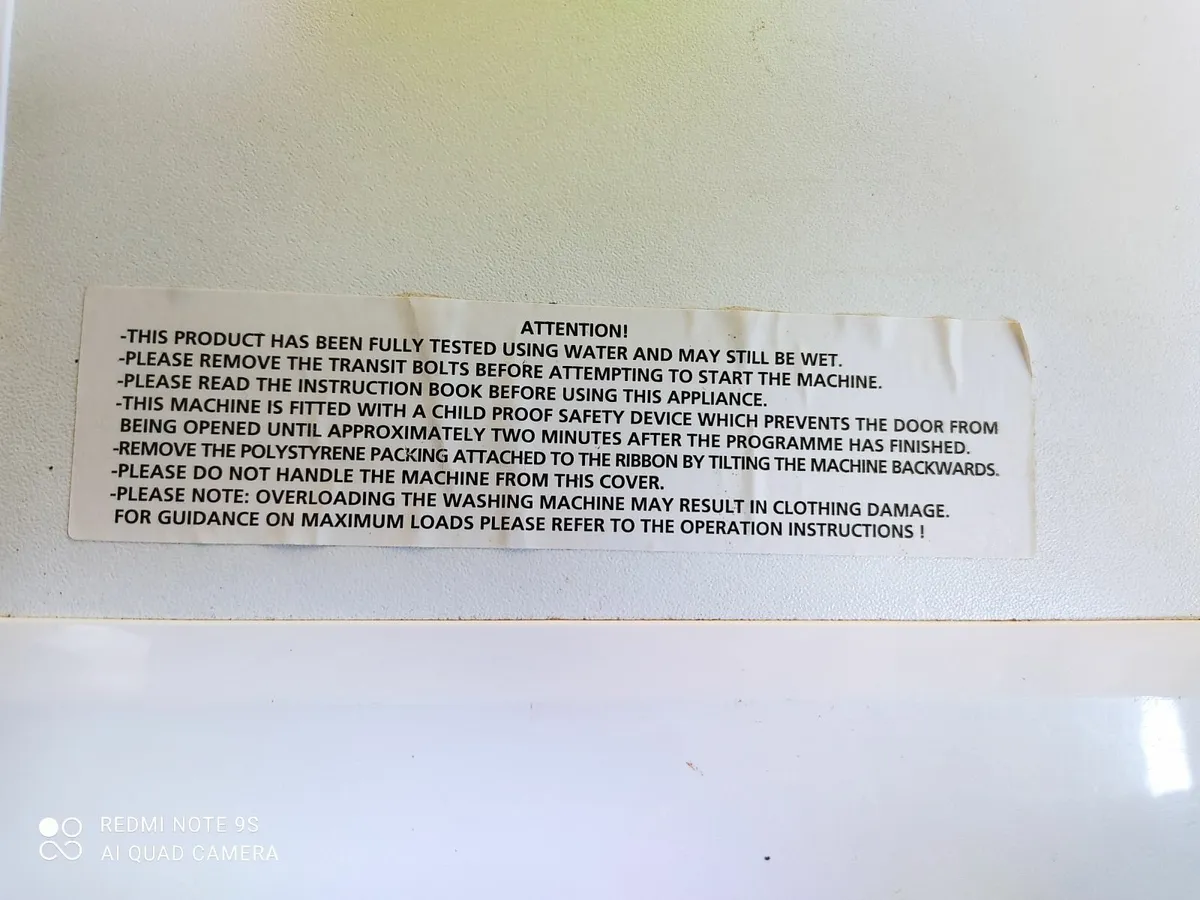 ATTENTION!
-THIS PRODUCT HAS BEEN FULLY TESTED USING WATER AND MAY STILL BE WET.
-PLEASE REMOVE THE TRANSIT BOLTS BEFORE ATTEMPTING TO START THE MACHINE.
-PLEASE READ THE INSTRUCTION BOOK BEFORE USING THIS APPLIANCE.
-THIS MACHINE IS FITTED WITH A CHILD PROOF SAFETY DEVICE WHICH PREVENTS THE DOOR FROM
BEING OPENED UNTIL APPROXIMATELY TWO MINUTES AFTER THE PROGRAMME HAS FINISHED.
-REMOVE THE POLYSTYRENE PACKING ATTACHED TO THE RIBBON BY TILTING THE MACHINE BACKWARDS.
-PLEASE DO NOT HANDLE THE MACHINE FROM THIS COVER.
-PLEASE NOTE: OVERLOADING THE WASHING MACHINE MAY RESULT IN CLOTHING DAMAGE.
FOR GUIDANCE ON MAXIMUM LOADS PLEASE REFER TO THE OPERATION INSTRUCTIONS !
REDMI NOTE 9S
AI QUAD CAMERA